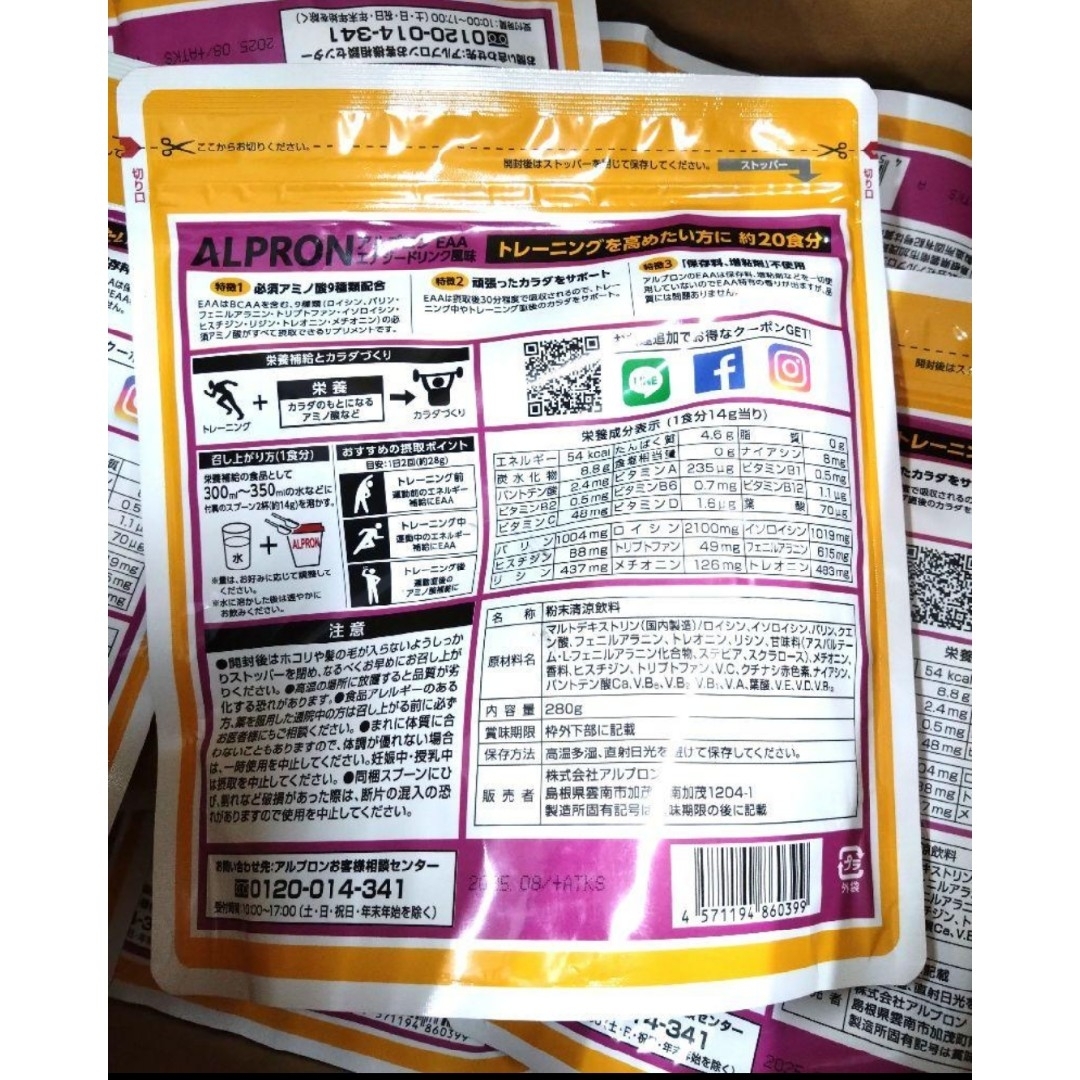 ここからお切りください。
開封後はストッパーを閉じて保存してください。
ストッパー
切り口
切り口
ALPRON
EAA
エナジードリンク風味
トレーニングを高めたい方に 約20食分
特徴1 必須アミノ酸9種類配合
EAAはBCAAを含む、9種類(ロイシン、バリン・
フェニルアラニン・トリプトファン・イソロイシン・
ヒスチジン・リジン・トレオニン・メチオニン)の必
須アミノ酸がすべて摂取できるサプリメントです。
特徴2 頑張ったカラダをサポート
EAAは摂取後30分程度で吸収されるので、トレー
ニング中やトレーニング直後のカラダをサポート。
特徴3 「保存料、増粘剤」不使用
アルプロンのEAAは保存料、増粘剤などを一切使
用していないのでEAA特有の香りが出ますが、品
質には問題ありません。
栄養補給とカラダづくり
トレーニング
+
栄養
カラダのもとになる
アミノ酸など
カラダづくり
追加でお得なクーポンGET!
LINE
召し上がり方(1食分)
栄養補給の食品として
300ml~350mlの水などに
付属のスプーン2杯(約14g)を溶かす。
水
+
ALPRON
※量は、お好みに応じて調整して
ください。
※水に溶かした後は速やかに
お飲みください。
おすすめの摂取ポイント
目安:1日2回(約28g)
トレーニング前
運動前のエネルギー
補給にEAA
トレーニング中
運動中のエネルギー
補給にEAA
トレーニング後
運動直後の
アミノ酸補給に
栄養成分表示(1食分14g当り)
エネルギー 54kcal たんぱく質 4.6g 脂質 0g
炭水化物 8.8g 食塩相当量 0g ナイアシン 8mg
パントテン酸 2.4mg ビタミンA 235μg ビタミンB1 0.5mg
ビタミンB2 0.5mg ビタミンB6 0.7mg ビタミンB12 1.1μg
ビタミンC 48mg ビタミンD 1.6μg 葉酸 70μg
バリン 1004mg ロイシン 2100mg イソロイシン 1019mg
ヒスチジン 88mg トリプトファン 49mg フェニルアラニン 615mg
リシン 437mg メチオニン 126mg トレオニン 483mg
注意
●開封後はホコリや髪の毛が入らないようしっか
りストッパーを閉め、なるべくお早めにお召し上が
りください。●高温の場所に放置すると品質が劣
化する恐れがあります。●食品アレルギーのある
方、薬を服用した通院中の方は召し上がる前に必ず
お医者様にもご相談ください。●まれに体質に合
わないこともありますので、体調が優れない場合
は、一時使用を中止してください。妊娠中・授乳中
は摂取を中止してください。●同梱スプーンにひ
び、割れなど破損があった際は、断片の混入の恐
れがありますので使用を中止してください。
名称 粉末清涼飲料
原材料名 マルトデキストリン(国内製造)/ロイシン、イソロイシン、バリン、クエ
ン酸、フェニルアラニン、トレオニン、リシン、甘味料(アスパルテー
ム・L-フェニルアラニン化合物、ステビア、スクラロース)、メチオニン、
香料、ヒスチジン、トリプトファン、V.C、クチナシ赤色素、ナイアシン、
パントテン酸Ca、V.B₆、V.B₂、V.B₁、V.A、葉酸、V.E、V.D、V.B₁₂
内容量 280g
賞味期限 枠外下部に記載
保存方法 高温多湿、直射日光を避けて保存してください。
販売者 株式会社アルプロン
島根県雲南市加茂町南加茂1204-1
製造所固有記号は賞味期限の後に記載
お問い合わせ先:アルプロンお客様相談センター
0120-014-341
受付時間:10:00~17:00(土・日・祝日・年末年始を除く)
2025.08/+ATKS
4 571194 860399
プラ
外袋